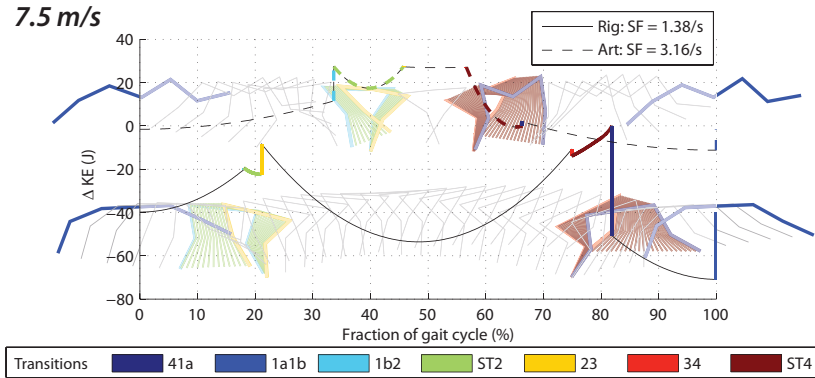 7.5 m/s
Rig: SF = 1.38/s
Art: SF = 3.16/s
40
20
0
−20
−40
−60
−80
Δ KE (J)
0 10 20 30 40 50 60 70 80 90 100
Fraction of gait cycle (%)
Transitions 41a 1a1b 1b2 ST2 23 34 ST4